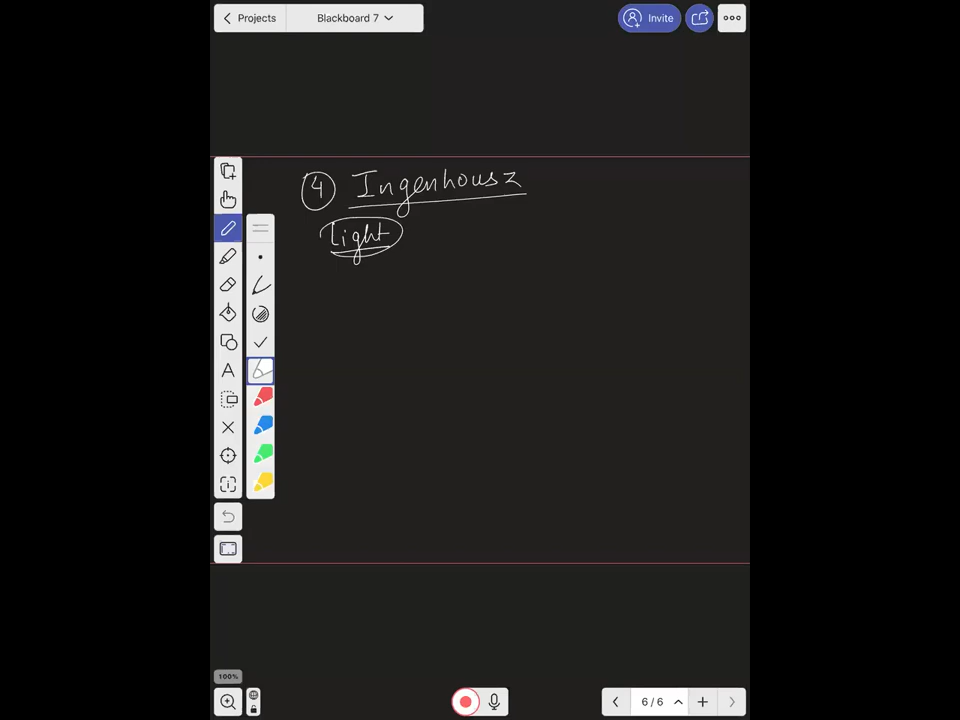 Projects
Blackboard 7
Invite
4 Ingenhousz
Light
A
100%
6/6